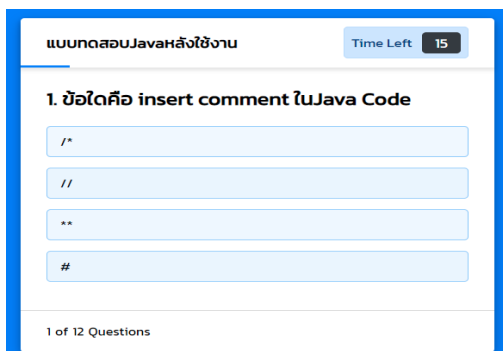 แบบทดสอบJavaหลังใช้งาน
Time Left 15
1. ข้อใดคือ insert comment ในJava Code
/*
//
**
#
1 of 12 Questions